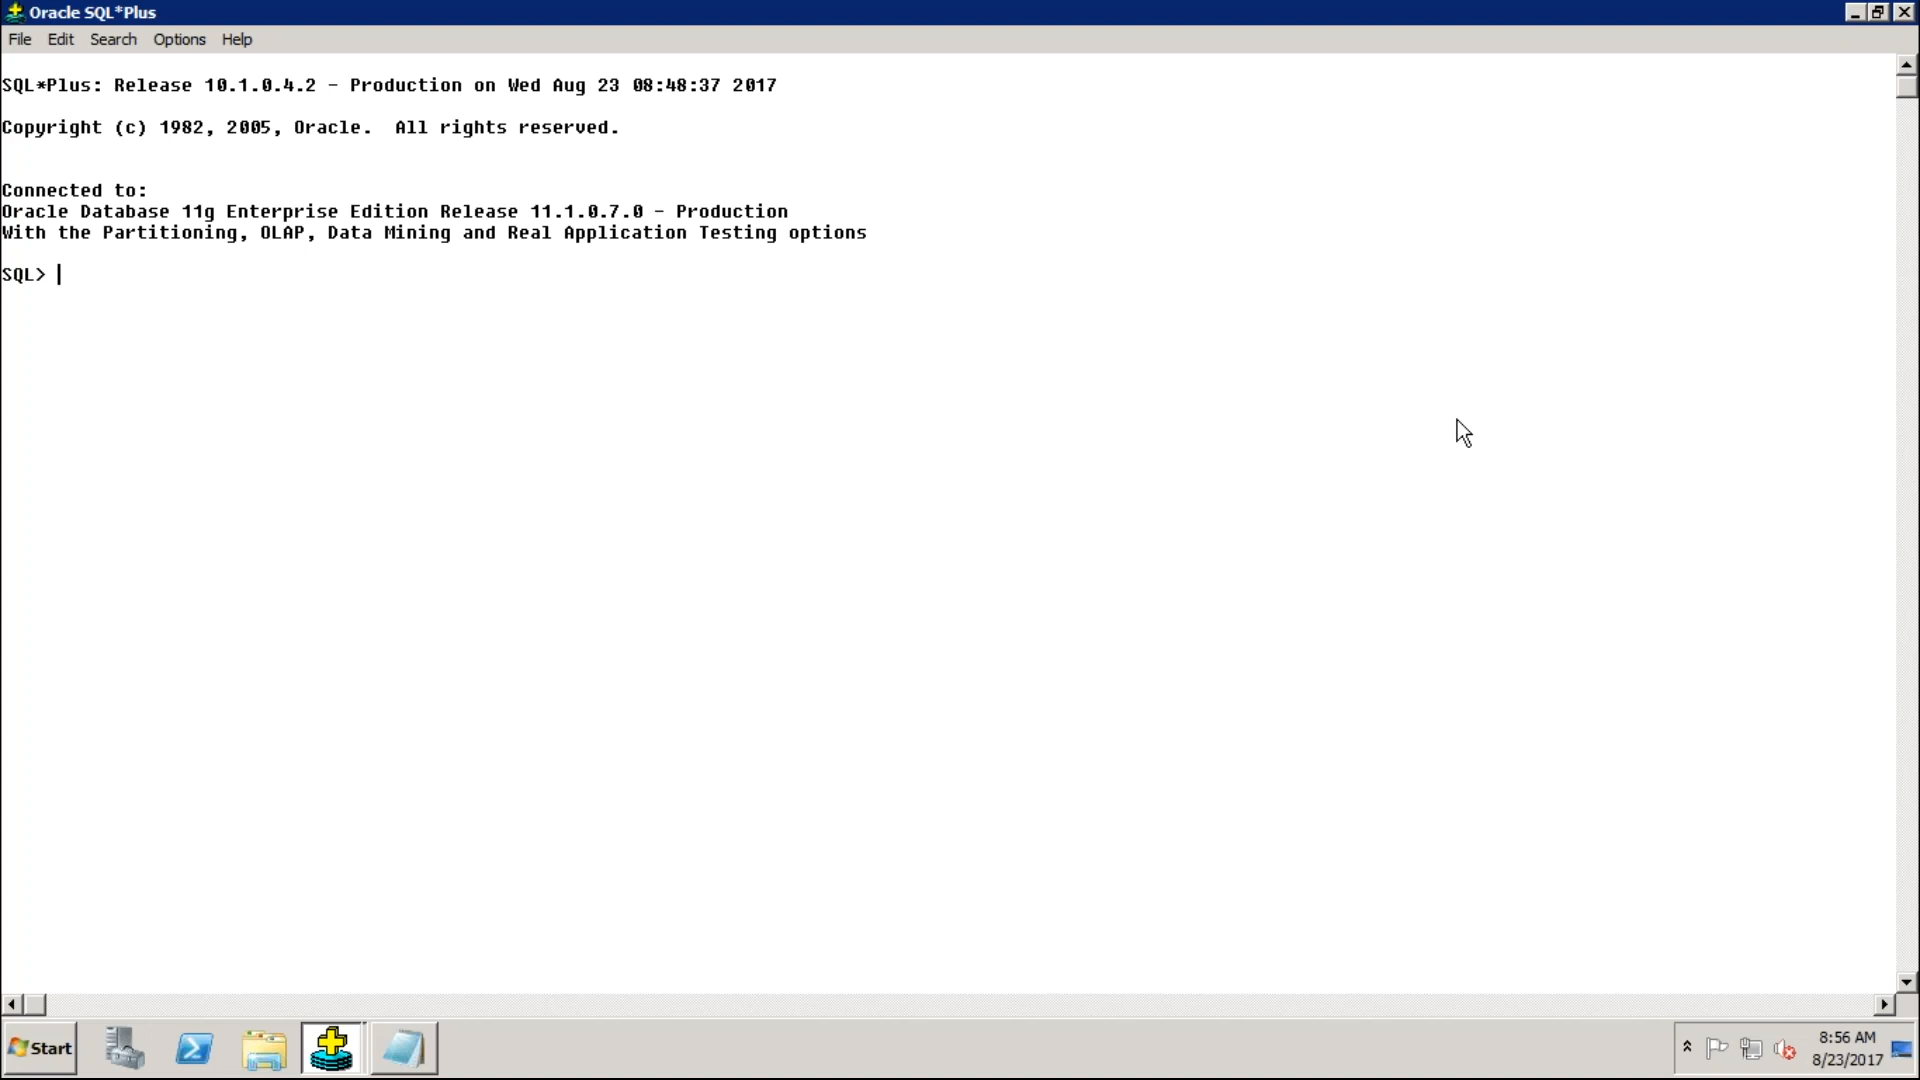 Oracle SQL*Plus
File Edit Search Options Help
SQL*Plus: Release 10.1.0.4.2 - Production on Wed Aug 23 08:48:37 2017
Copyright (c) 1982, 2005, Oracle.  All rights reserved.
Connected to:
Oracle Database 11g Enterprise Edition Release 11.1.0.7.0 - Production
With the Partitioning, OLAP, Data Mining and Real Application Testing options
SQL>
Start
8:56 AM
8/23/2017